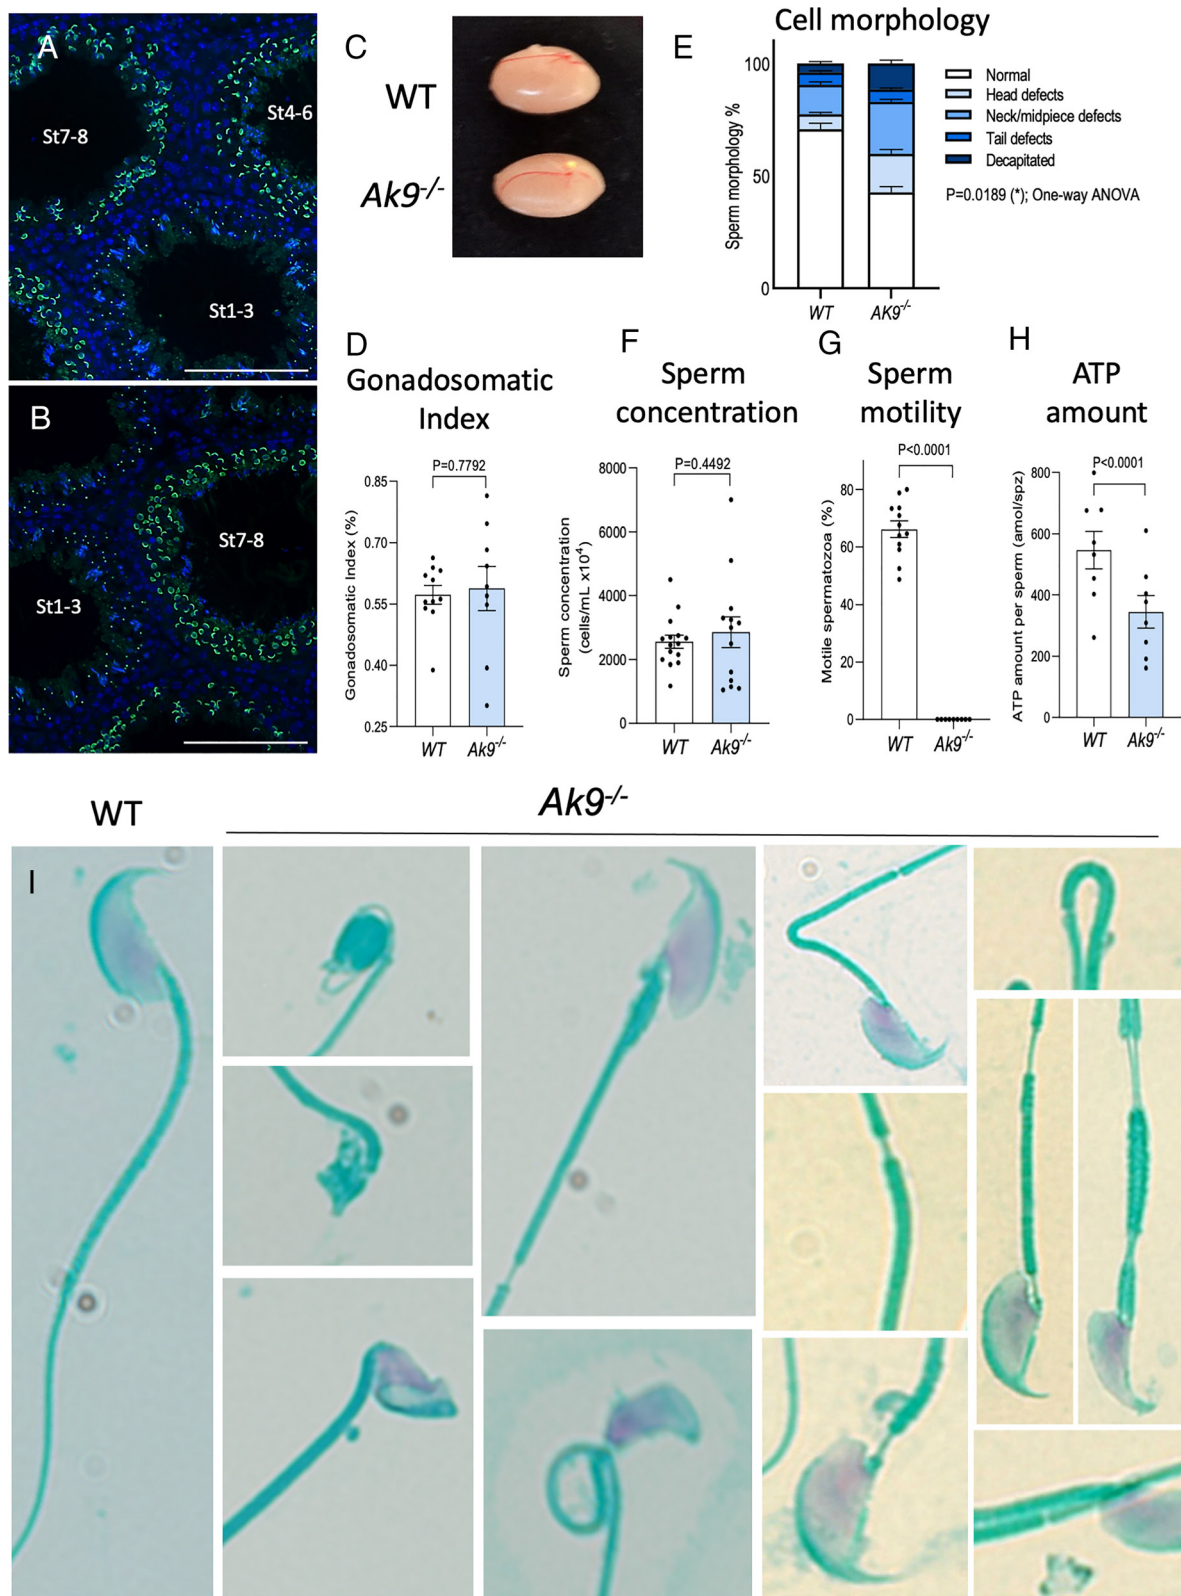 A
St7-8
St4-6
St1-3
B
St7-8
St1-3
C
WT
Ak9-/-
E
Cell morphology
Sperm morphology %
100
50
0
WT
AK9-/-
Normal
Head defects
Neck/midpiece defects
Tail defects
Decapitated
P=0.0189 (*); One-way ANOVA
D
Gonadosomatic
Index
P=0.7792
Gonadosomatic Index (%)
0.85
0.70
0.55
0.40
0.25
WT
Ak9-/-
F
Sperm
concentration
P=0.4492
Sperm concentration
(cells/mL x10⁴)
8000
6000
4000
2000
0
WT
Ak9-/-
G
Sperm
motility
P<0.0001
Motile spermatozoa (%)
80
60
40
20
0
WT
Ak9-/-
H
ATP
amount
P<0.0001
ATP amount per sperm (amol/spz)
800
600
400
200
0
WT
Ak9-/-
WT
Ak9-/-
I